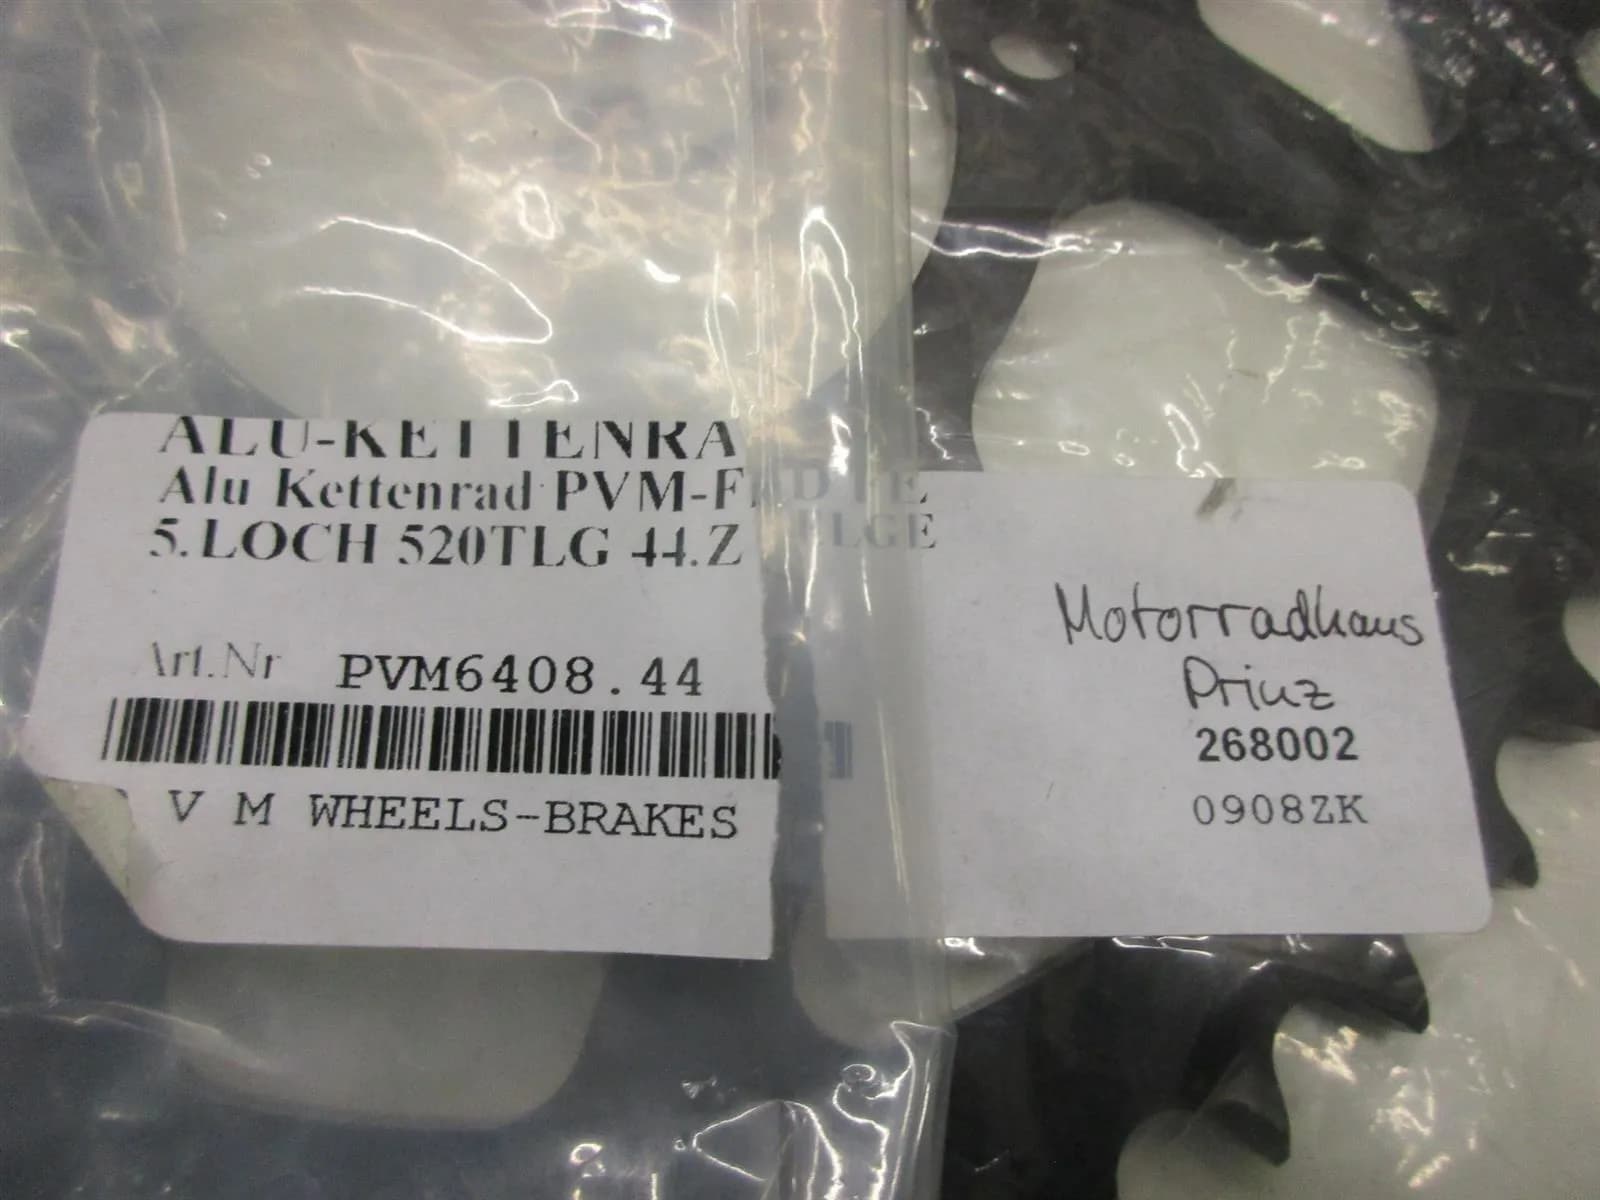 ALU-KETTENRA
Alu Kettenrad PVM-F
5.LOCH 520TLG 44.Z
Art.Nr PVM6408.44
V M WHEELS-BRAKES
Motorradhaus
Prinz
268002
0908ZK